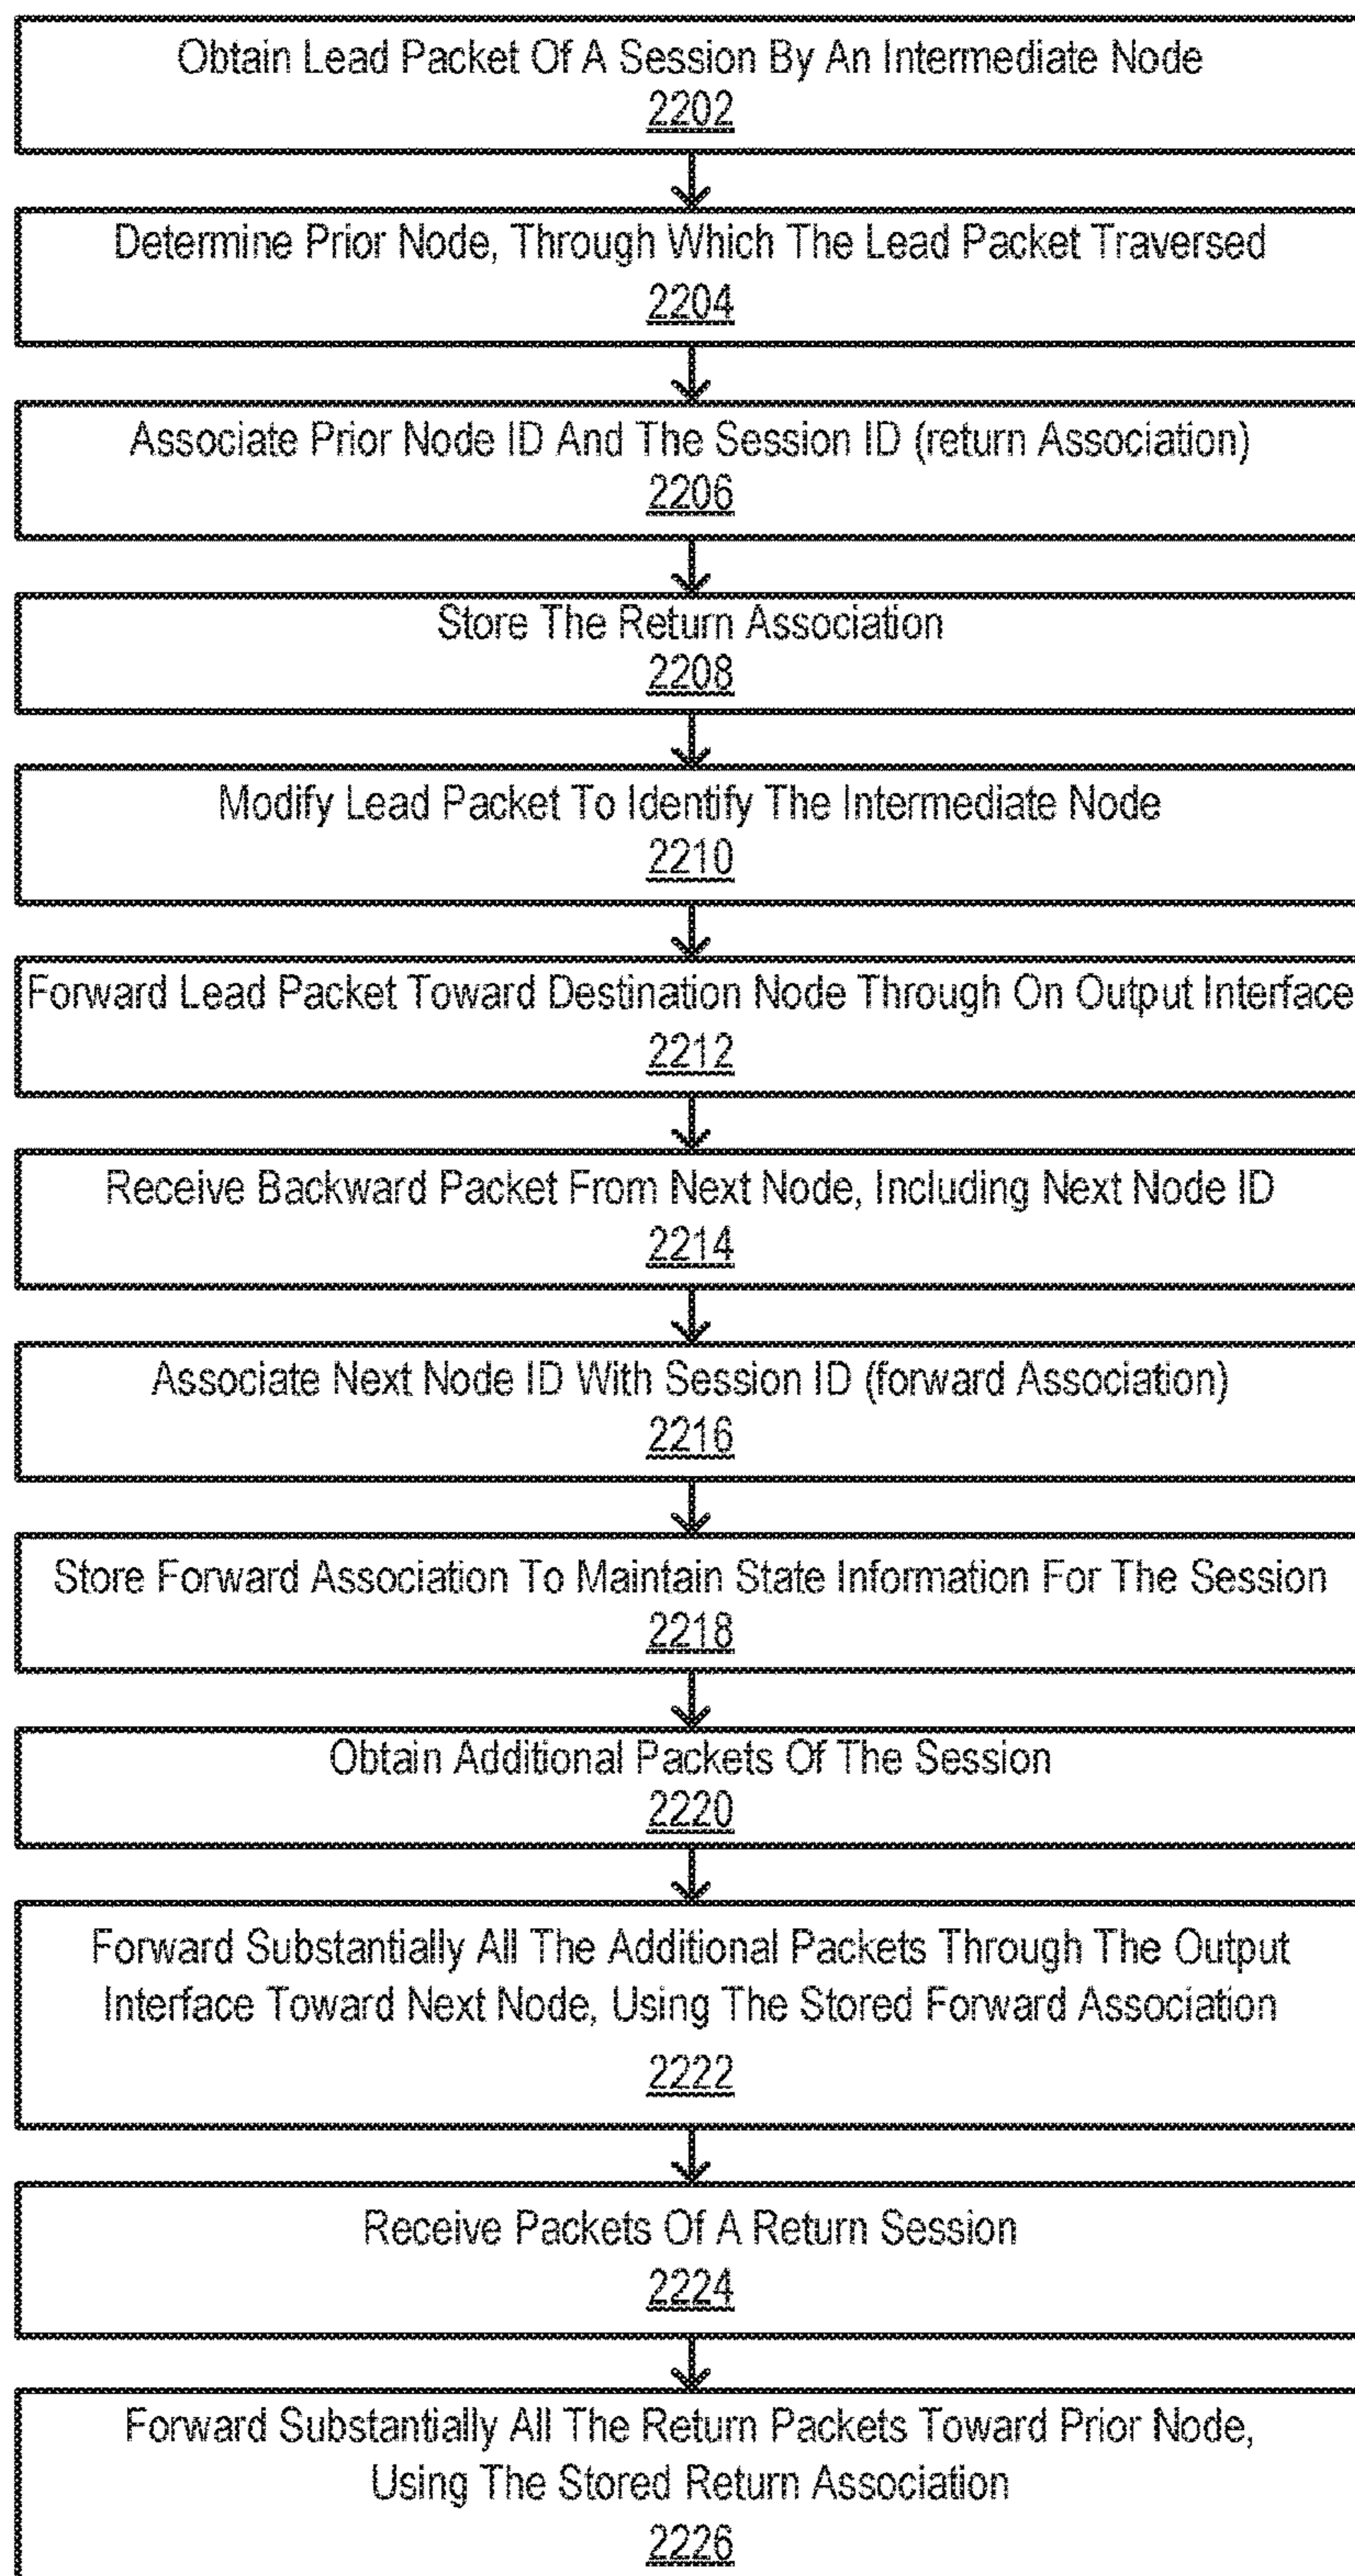 Obtain Lead Packet Of A Session By An Intermediate Node
2202
Determine Prior Node, Through Which The Lead Packet Traversed
2204
Associate Prior Node ID And The Session ID (return Association)
2206
Store The Return Association
2208
Modify Lead Packet To Identify The Intermediate Node
2210
Forward Lead Packet Toward Destination Node Through On Output Interface
2212
Receive Backward Packet From Next Node, Including Next Node ID
2214
Associate Next Node ID With Session ID (forward Association)
2216
Store Forward Association To Maintain State Information For The Session
2218
Obtain Additional Packets Of The Session
2220
Forward Substantially All The Additional Packets Through The Output
Interface Toward Next Node, Using The Stored Forward Association
2222
Receive Packets Of A Return Session
2224
Forward Substantially All The Return Packets Toward Prior Node,
Using The Stored Return Association
2226